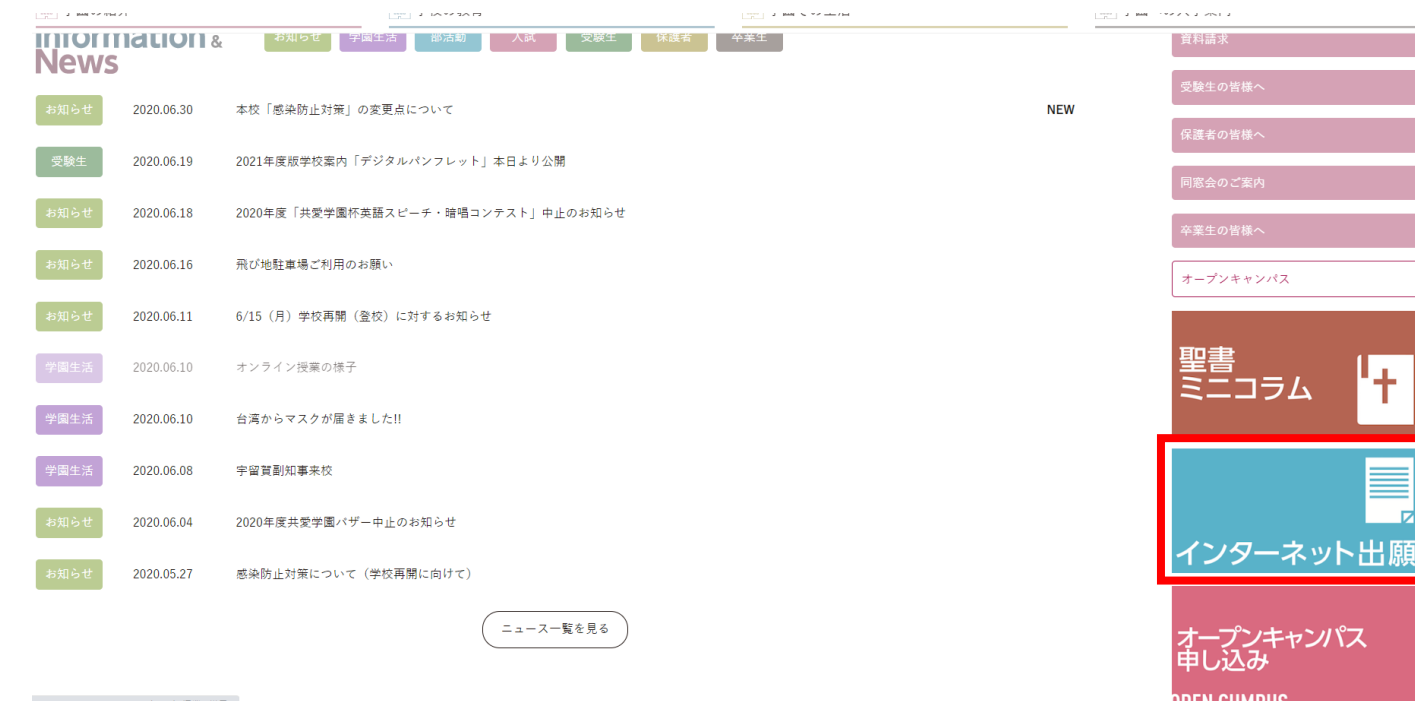 Information &
News
お知らせ 学園生活 部活動 入試 受験生 保護者 卒業生
お知らせ 2020.06.30 本校「感染防止対策」の変更点について NEW
受験生 2020.06.19 2021年度版学校案内「デジタルパンフレット」本日より公開
お知らせ 2020.06.18 2020年度「共愛学園杯英語スピーチ・暗唱コンテスト」中止のお知らせ
お知らせ 2020.06.16 飛び地駐車場ご利用のお願い
お知らせ 2020.06.11 6/15（月）学校再開（登校）に対するお知らせ
学園生活 2020.06.10 オンライン授業の様子
学園生活 2020.06.10 台湾からマスクが届きました!!
学園生活 2020.06.08 宇留賀副知事来校
お知らせ 2020.06.04 2020年度共愛学園バザー中止のお知らせ
お知らせ 2020.05.27 感染防止対策について（学校再開に向けて）
ニュース一覧を見る
資料請求
受験生の皆様へ
保護者の皆様へ
同窓会のご案内
卒業生の皆様へ
オープンキャンパス
聖書
ミニコラム
インターネット出願
オープンキャンパス
申し込み
OPEN CUMPUS